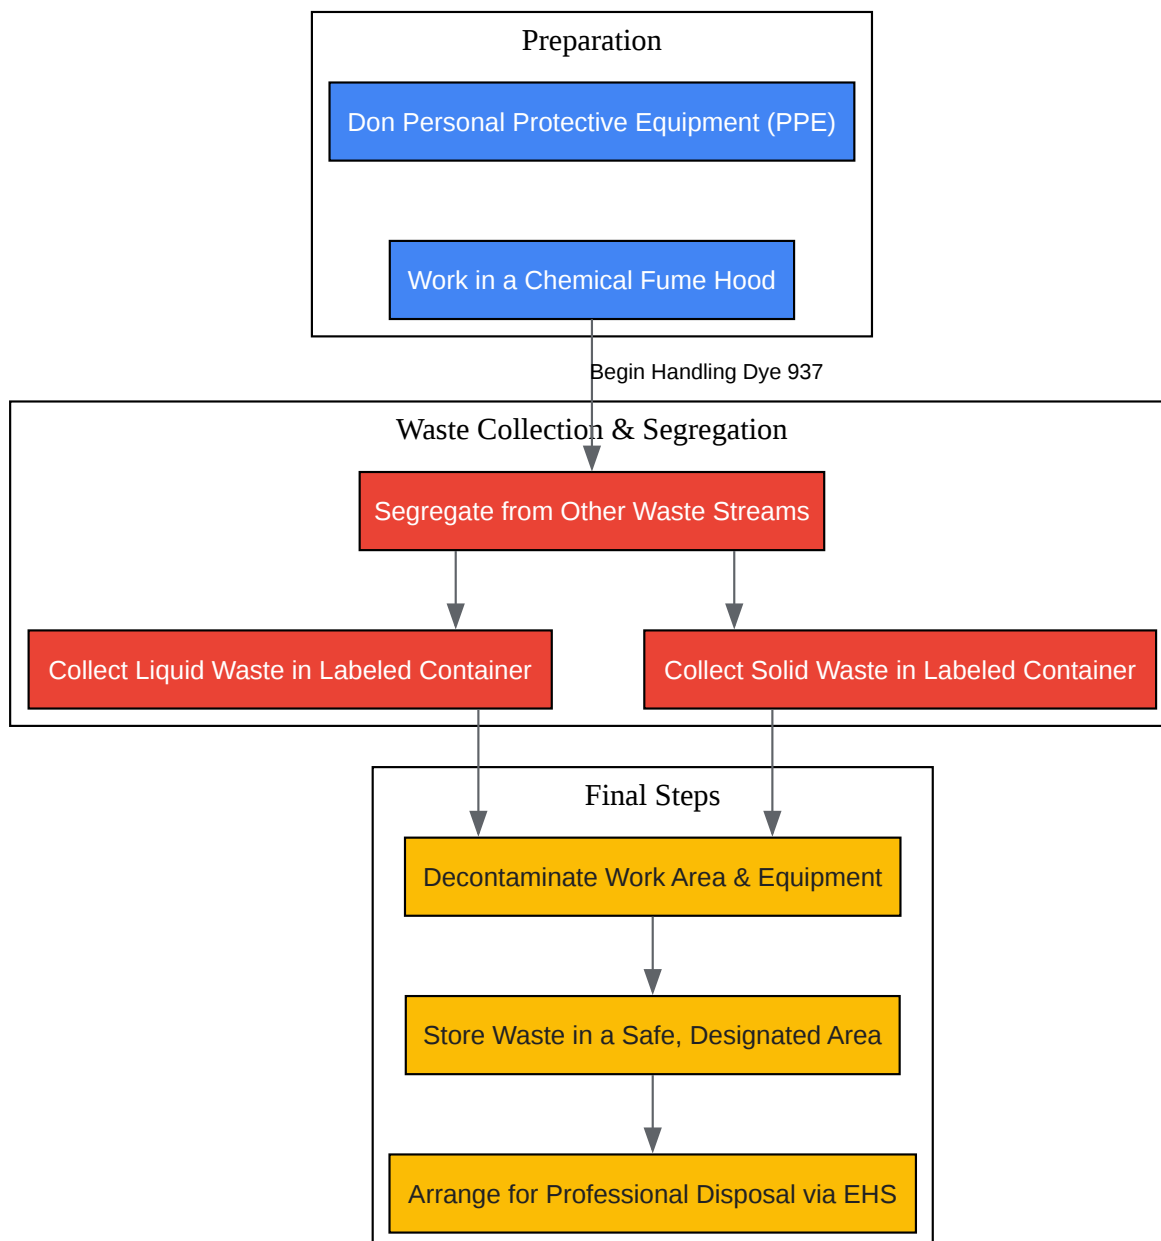 Preparation
Don Personal Protective Equipment (PPE)
Work in a Chemical Fume Hood
Begin Handling Dye 937
Waste Collection & Segregation
Segregate from Other Waste Streams
Collect Liquid Waste in Labeled Container
Collect Solid Waste in Labeled Container
Final Steps
Decontaminate Work Area & Equipment
Store Waste in a Safe, Designated Area
Arrange for Professional Disposal via EHS